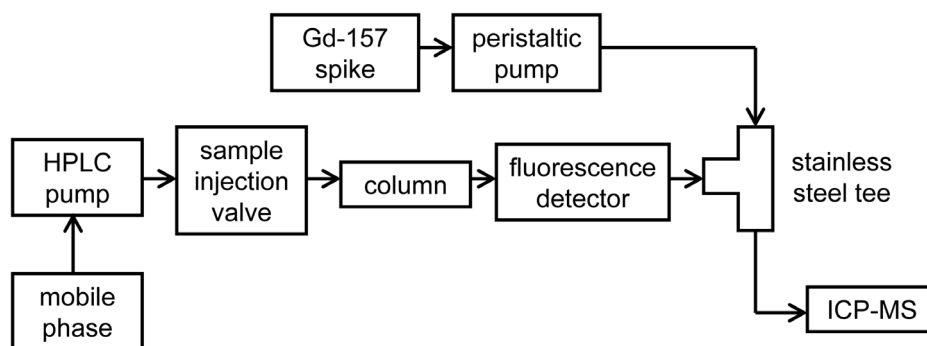 Gd-157
spike
peristaltic
pump
HPLC
pump
sample
injection
valve
column
fluorescence
detector
stainless
steel tee
mobile
phase
ICP-MS